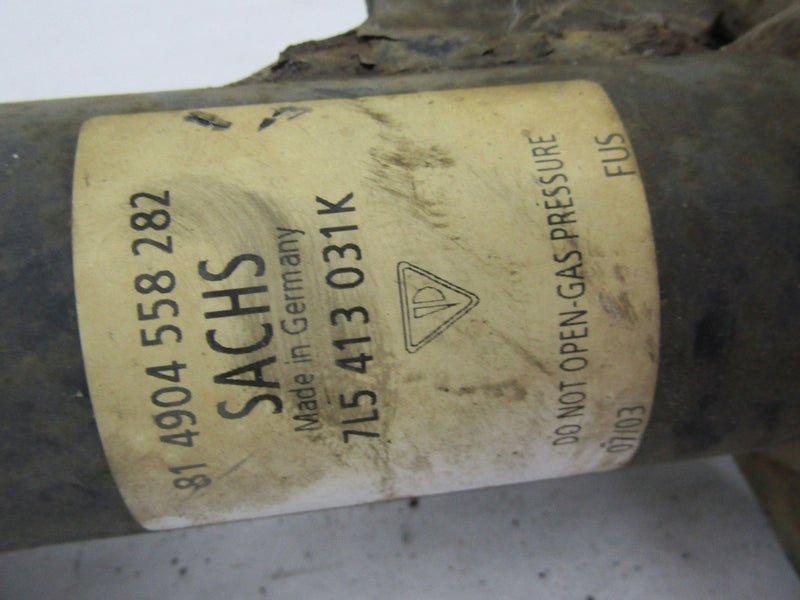 81 4904 558 282
SACHS
Made in Germany
7L5 413 031K
DO NOT OPEN-GAS PRESSURE
07/03 FUS